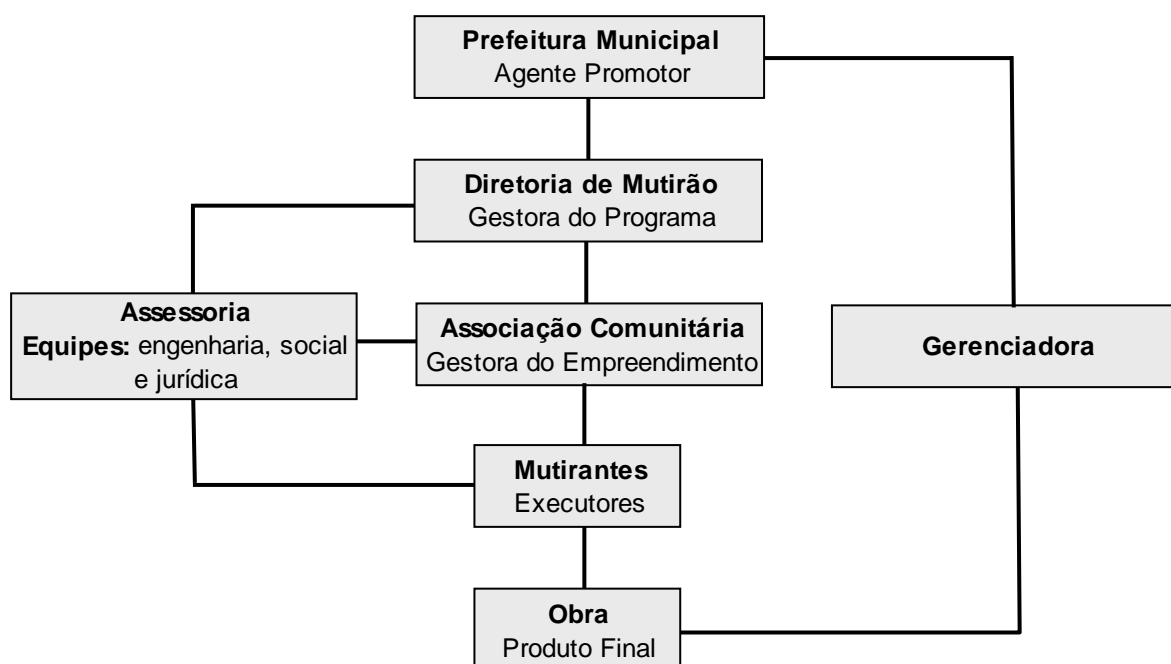 Prefeitura Municipal
Agente Promotor
Diretoria de Mutirão
Gestora do Programa
Assessoria
Equipes: engenharia, social
e jurídica
Associação Comunitária
Gestora do Empreendimento
Gerenciadora
Mutirantes
Executores
Obra
Produto Final